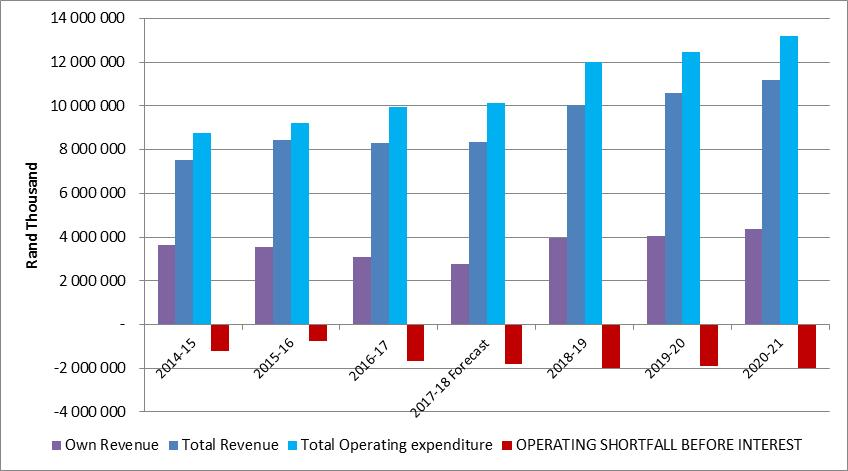 14 000 000
12 000 000
10 000 000
8 000 000
6 000 000
4 000 000
2 000 000
-
-2 000 000
-4 000 000
Rand Thousand
2014-15
2015-16
2016-17
2017-18 Forecast
2018-19
2019-20
2020-21
Own Revenue Total Revenue Total Operating expenditure OPERATING SHORTFALL BEFORE INTEREST